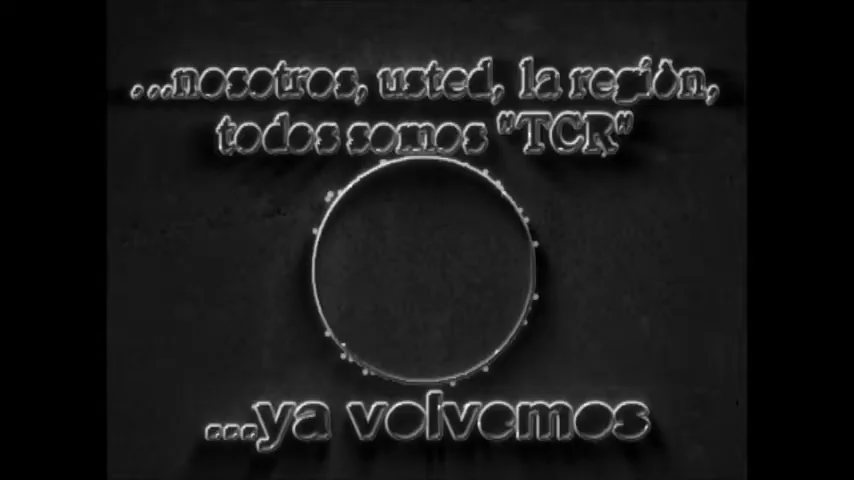 ...nosotros, usted, la región,
todos somos "TCR"
...ya volvemos